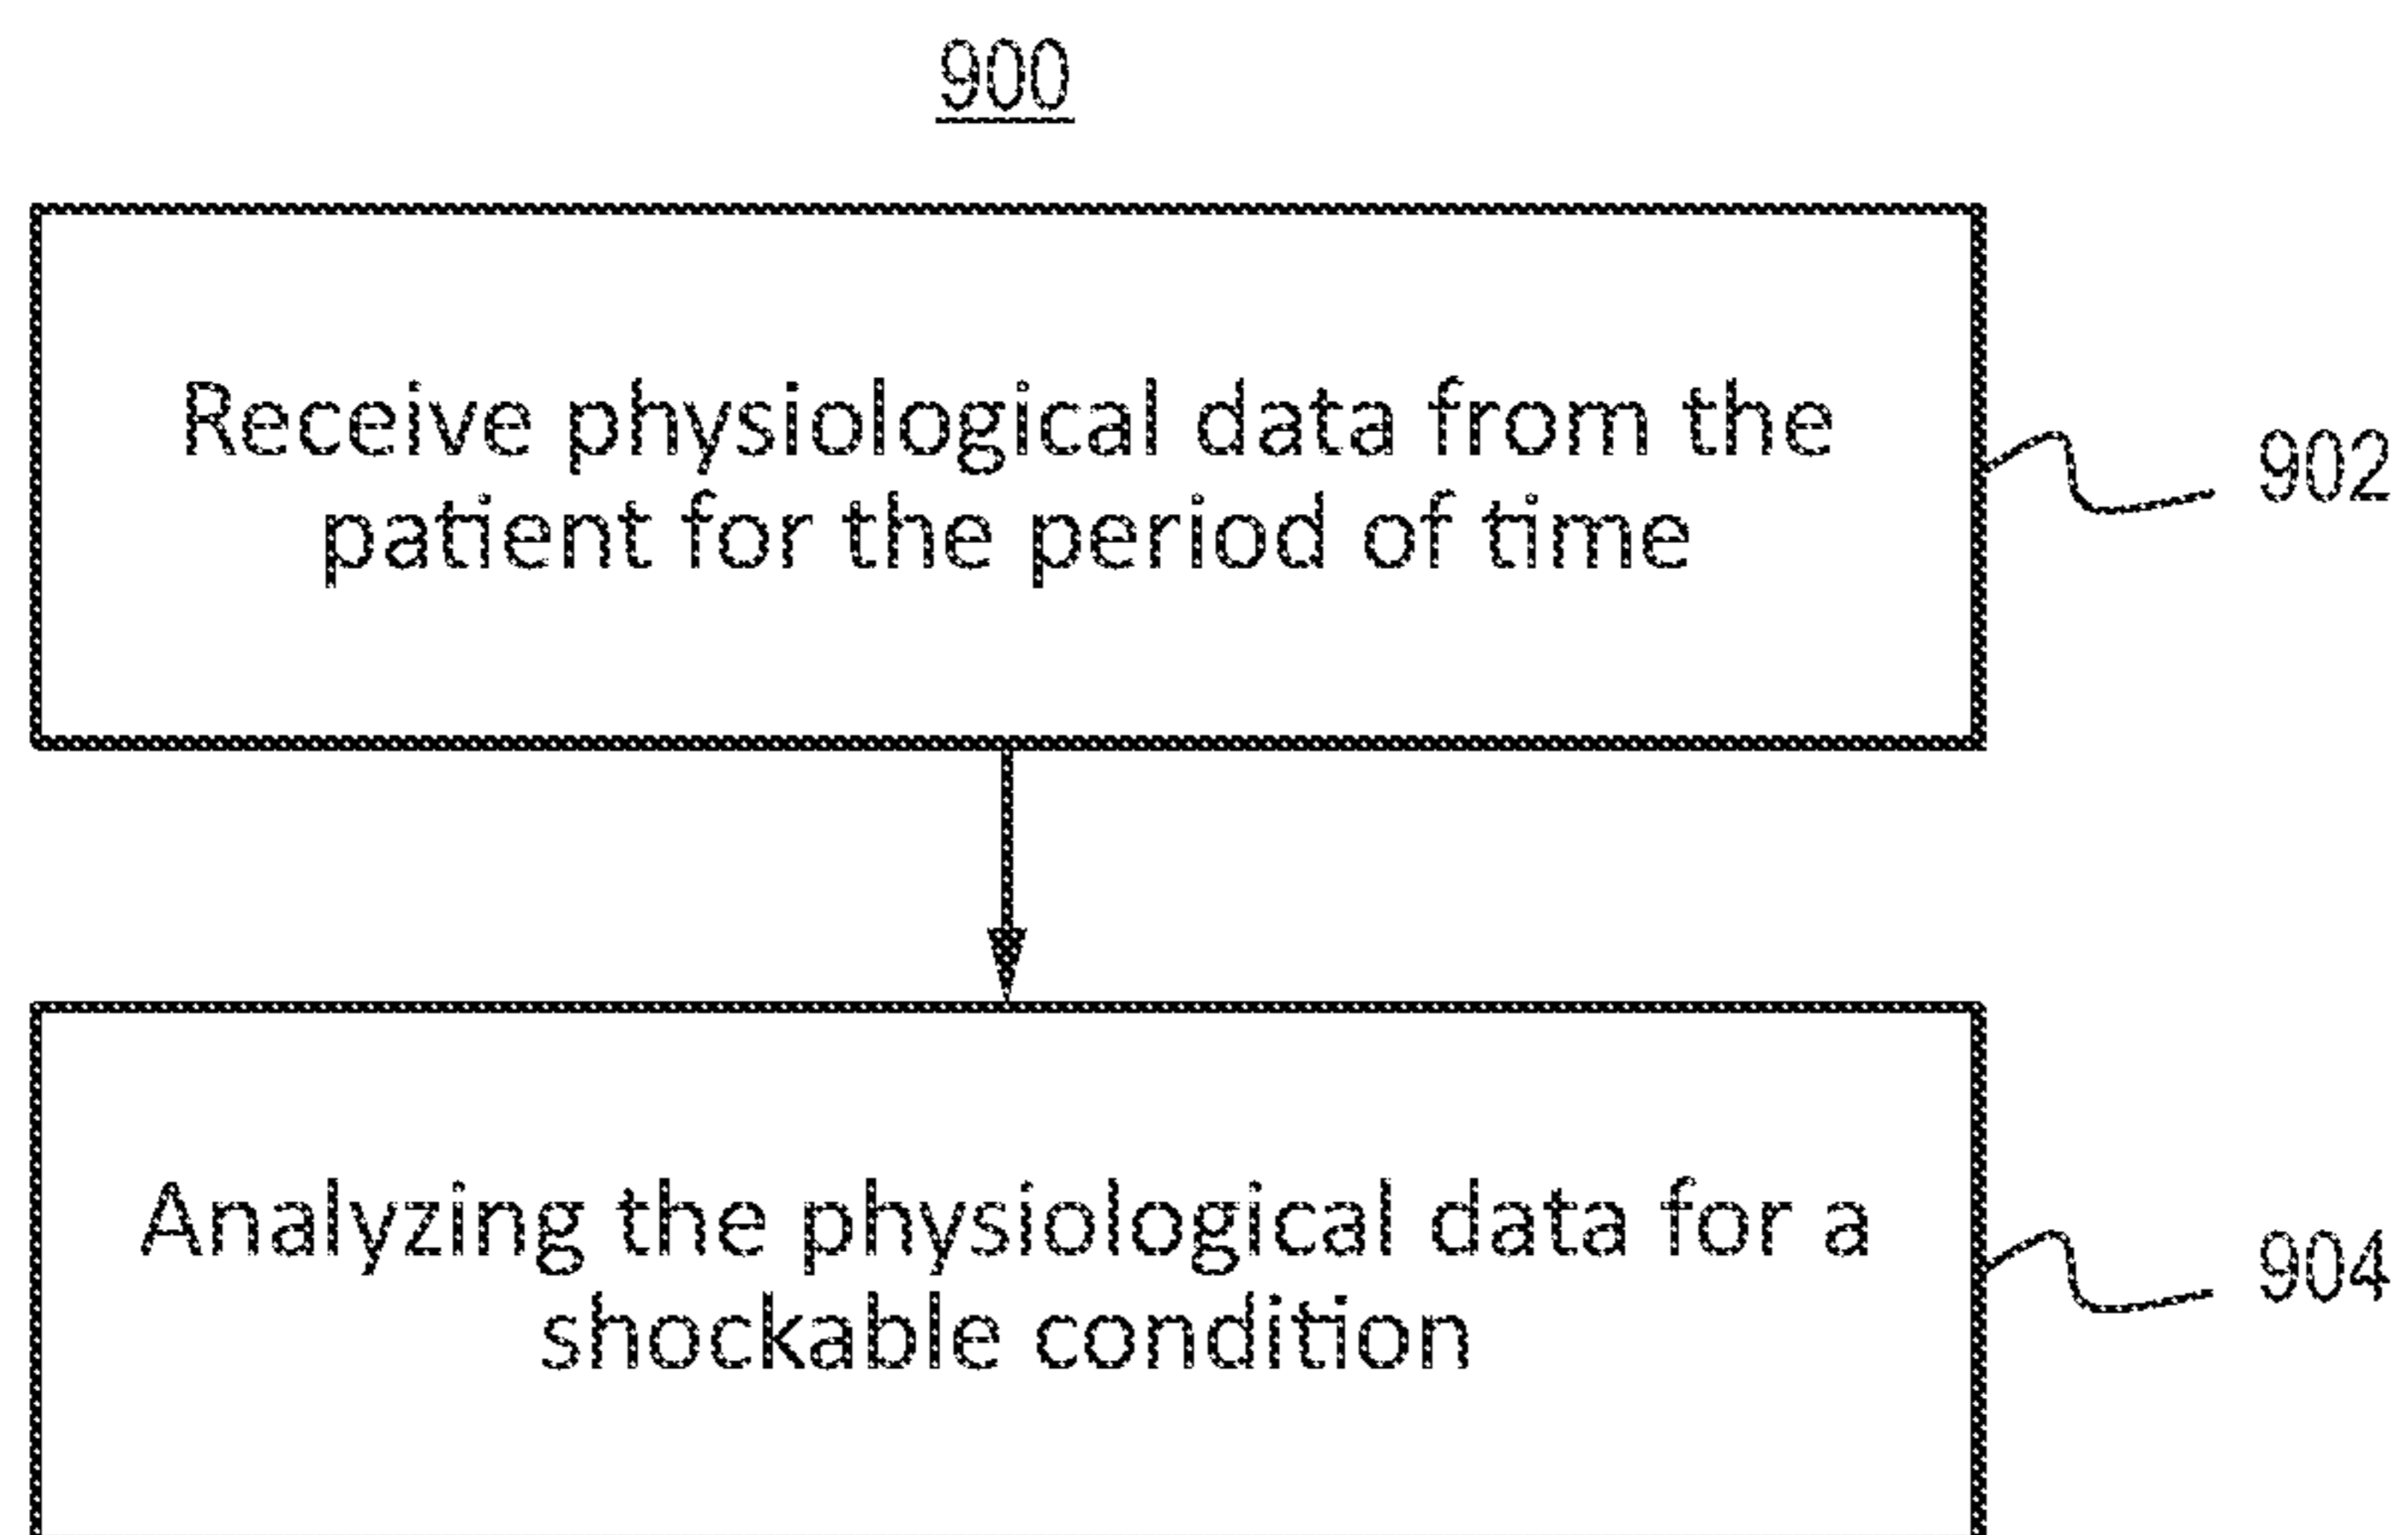 900
Receive physiological data from the
patient for the period of time
902
Analyzing the physiological data for a
shockable condition
904